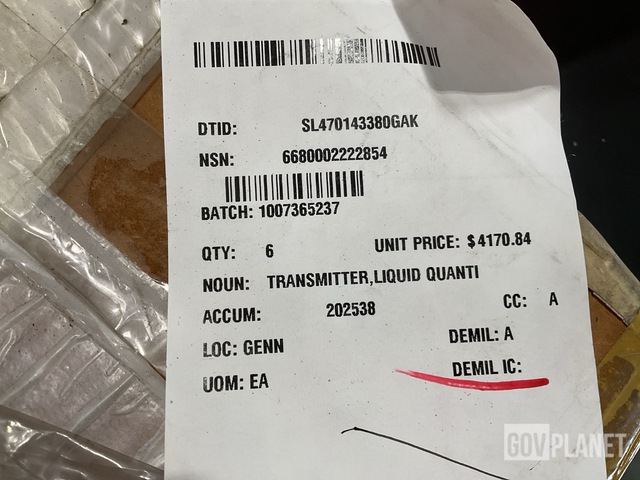 DTID: SL470143380GAK
NSN: 6680002222854
BATCH: 1007365237
QTY: 6 UNIT PRICE: $4170.84
NOUN: TRANSMITTER,LIQUID QUANTI
ACCUM: 202538 CC: A
LOC: GENN DEMIL: A
UOM: EA DEMIL IC:
GOVPLANET